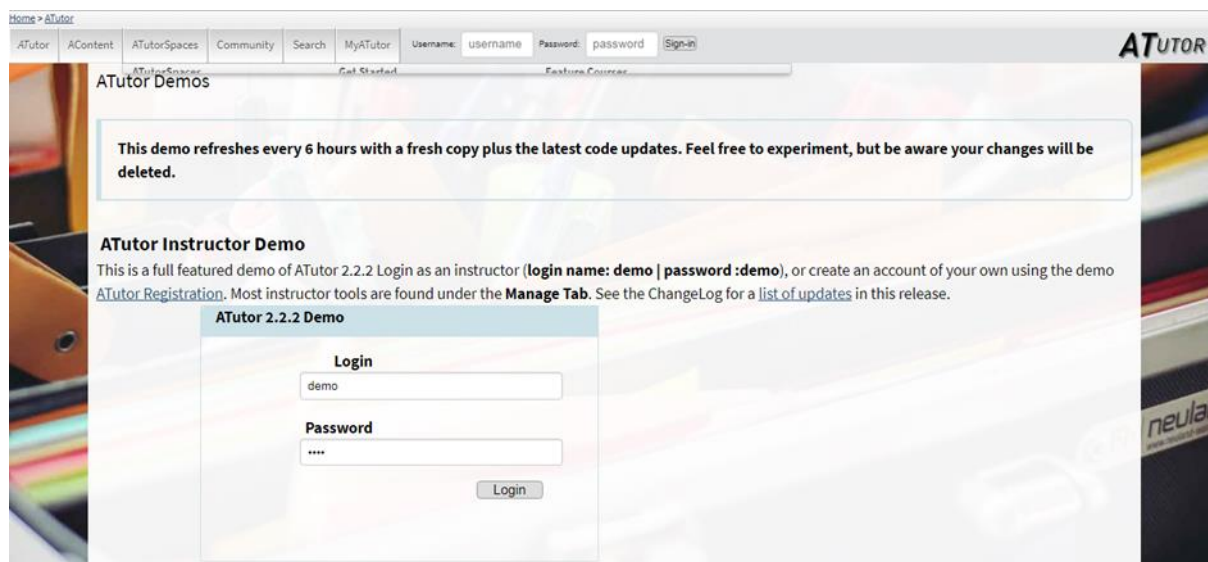 Home > ATutor
ATutor AContent ATutorSpaces Community Search MyATutor Username: username Password: password Sign-in
ATUTOR
ATutorSpaces Get Started Feature Courses
ATutor Demos
This demo refreshes every 6 hours with a fresh copy plus the latest code updates. Feel free to experiment, but be aware your changes will be
deleted.
ATutor Instructor Demo
This is a full featured demo of ATutor 2.2.2 Login as an instructor (login name: demo | password :demo), or create an account of your own using the demo
ATutor Registration. Most instructor tools are found under the Manage Tab. See the ChangeLog for a list of updates in this release.
ATutor 2.2.2 Demo
Login
demo
Password
••••
Login
neula